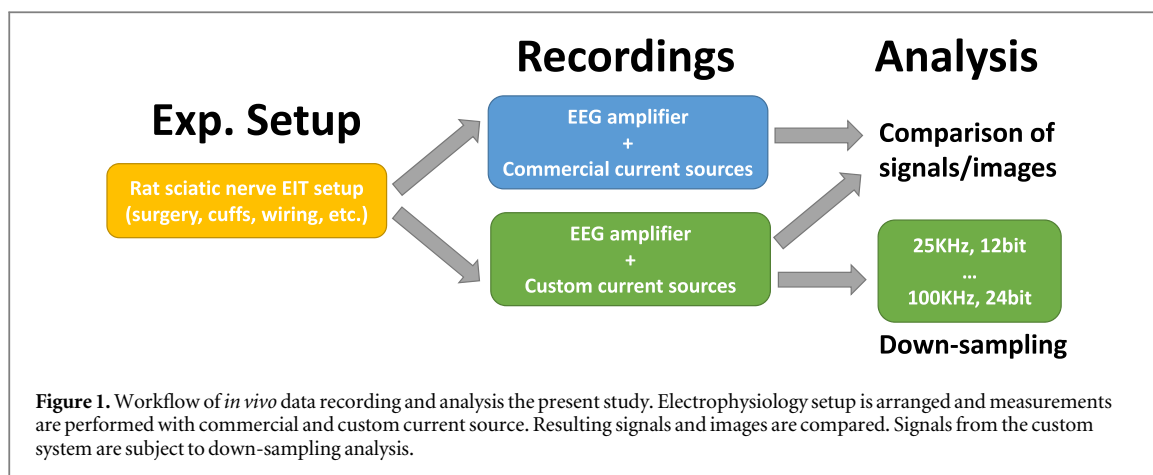 Exp. Setup
Rat sciatic nerve EIT setup
(surgery, cuffs, wiring, etc.)
Recordings
EEG amplifier
+
Commercial current sources
EEG amplifier
+
Custom current sources
Analysis
Comparison of
signals/images
25KHz, 12bit
...
100KHz, 24bit
Down-sampling
Figure 1. Workflow of in vivo data recording and analysis the present study. Electrophysiology setup is arranged and measurements
are performed with commercial and custom current source. Resulting signals and images are compared. Signals from the custom
system are subject to down-sampling analysis.